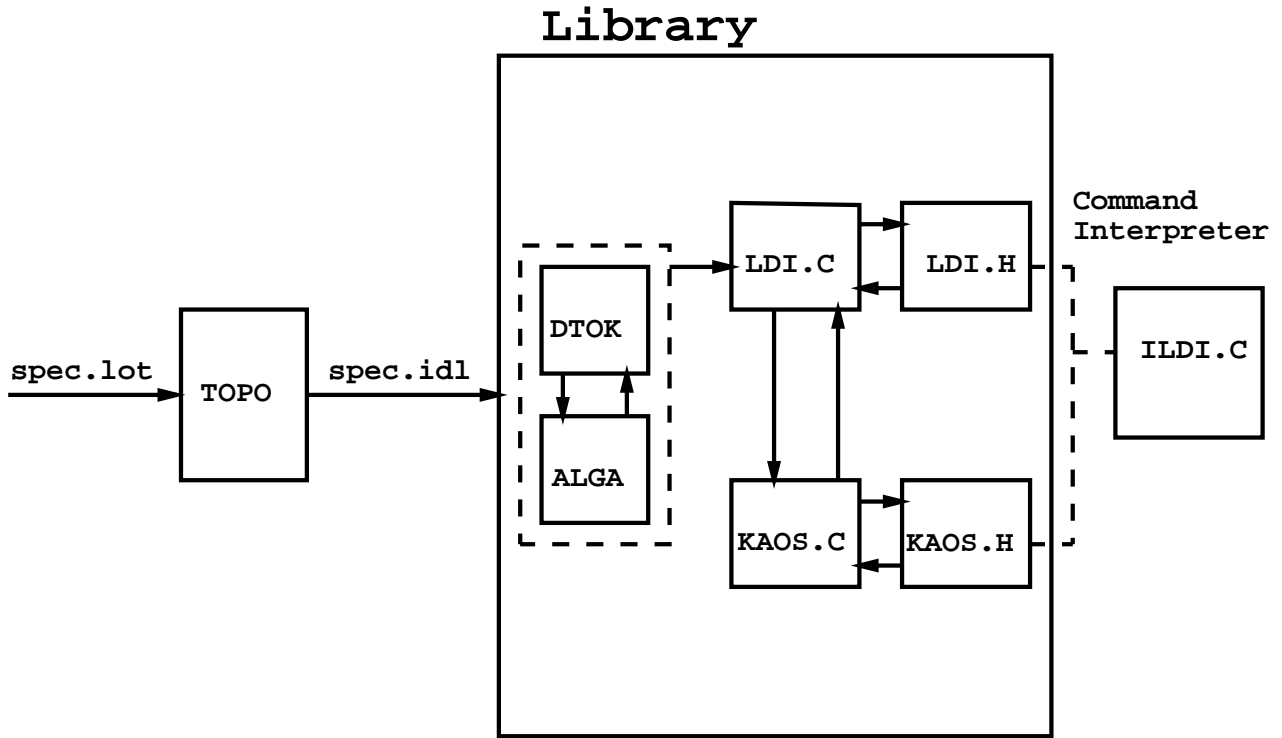 Library
Command
Interpreter
LDI.C
LDI.H
DTOK
ILDI.C
spec.lot
TOPO
spec.idl
ALGA
KAOS.C
KAOS.H